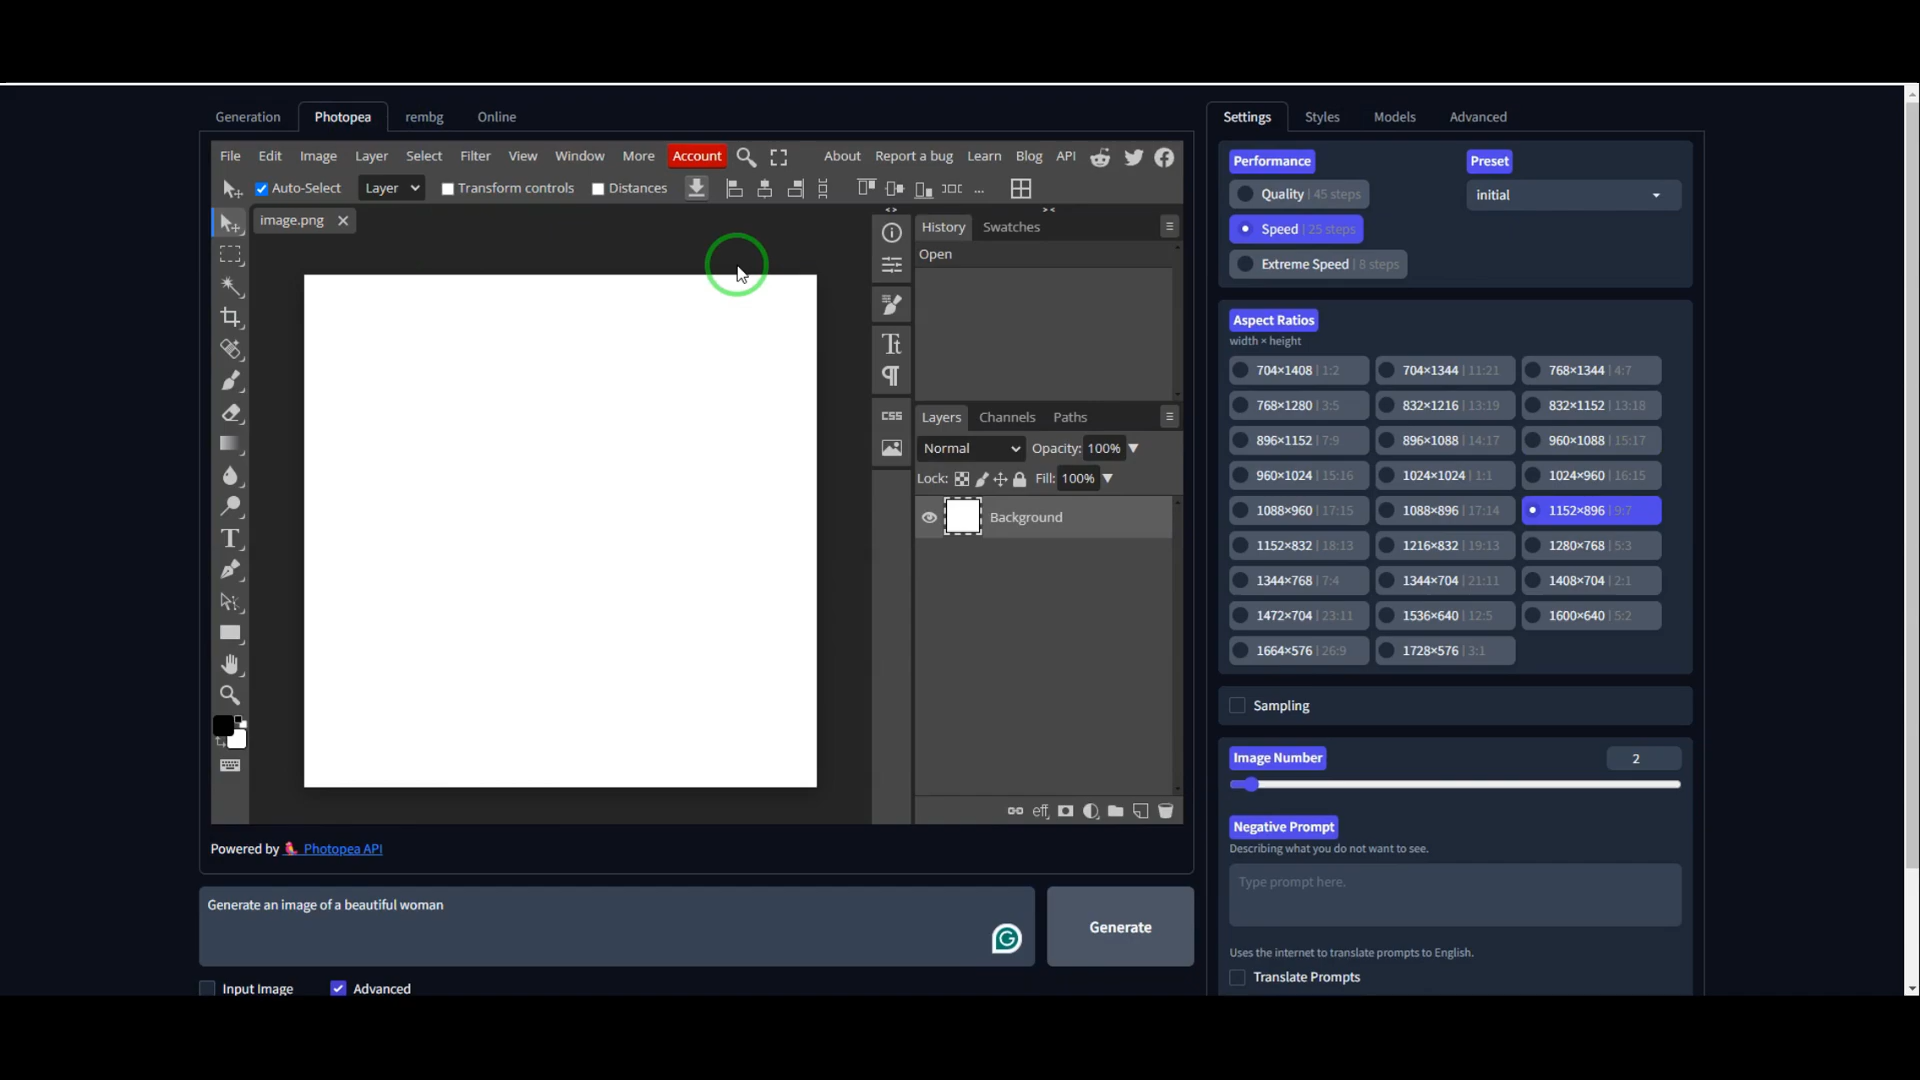 Generation Photopea rembg Online
File Edit Image Layer Select Filter View Window More Account About Report a bug Learn Blog API
Auto-Select Layer Transform controls Distances ...
image.png
History Swatches
Open
Tt
CSS
Layers Channels Paths
Normal Opacity: 100%
Lock: Fill: 100%
Background
T
eff
Powered by Photopea API
Generate an image of a beautiful woman
Generate
Input Image Advanced
Settings Styles Models Advanced
Performance
Quality | 45 steps
Speed | 25 steps
Extreme Speed | 8 steps
Preset
initial
Aspect Ratios
width × height
704×1408 | 1:2 704×1344 | 11:21 768×1344 | 4:7
768×1280 | 3:5 832×1216 | 13:19 832×1152 | 13:18
896×1152 | 7:9 896×1088 | 14:17 960×1088 | 15:17
960×1024 | 15:16 1024×1024 | 1:1 1024×960 | 16:15
1088×960 | 17:15 1088×896 | 17:14 1152×896 | 9:7
1152×832 | 18:13 1216×832 | 19:13 1280×768 | 5:3
1344×768 | 7:4 1344×704 | 21:11 1408×704 | 2:1
1472×704 | 23:11 1536×640 | 12:5 1600×640 | 5:2
1664×576 | 26:9 1728×576 | 3:1
Sampling
Image Number 2
Negative Prompt
Describing what you do not want to see.
Type prompt here.
Uses the internet to translate prompts to English.
Translate Prompts